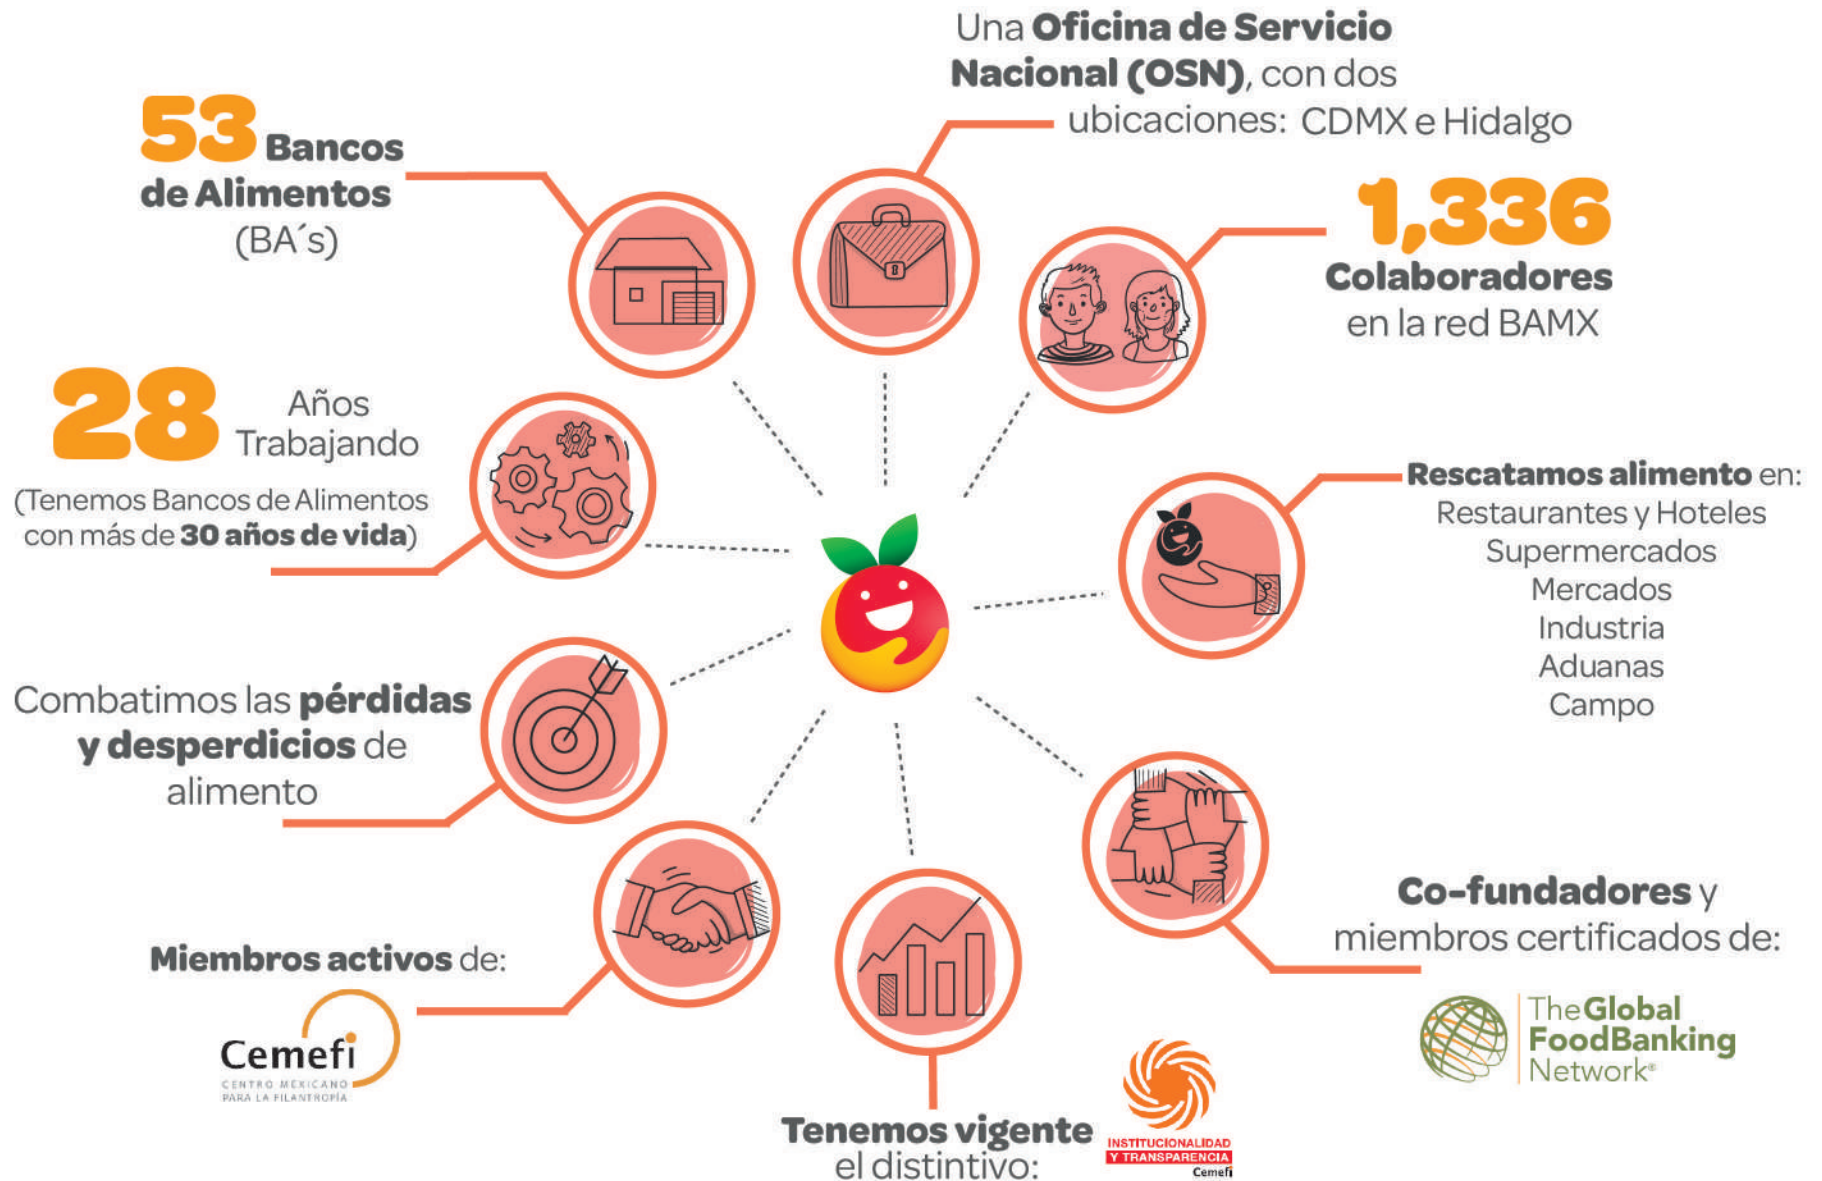 Una Oficina de Servicio
Nacional (OSN), con dos
ubicaciones: CDMX e Hidalgo
53 Bancos
de Alimentos
(BA´s)
1,336
Colaboradores
en la red BAMX
28 Años
Trabajando
(Tenemos Bancos de Alimentos
con más de 30 años de vida)
Rescatamos alimento en:
Restaurantes y Hoteles
Supermercados
Mercados
Industria
Aduanas
Campo
Combatimos las pérdidas
y desperdicios de
alimento
Co-fundadores y
miembros certificados de:
The Global
FoodBanking
Network®
Miembros activos de:
Cemefi
CENTRO MEXICANO
PARA LA FILANTROPÍA
Tenemos vigente
el distintivo:
INSTITUCIONALIDAD
Y TRANSPARENCIA
Cemefi